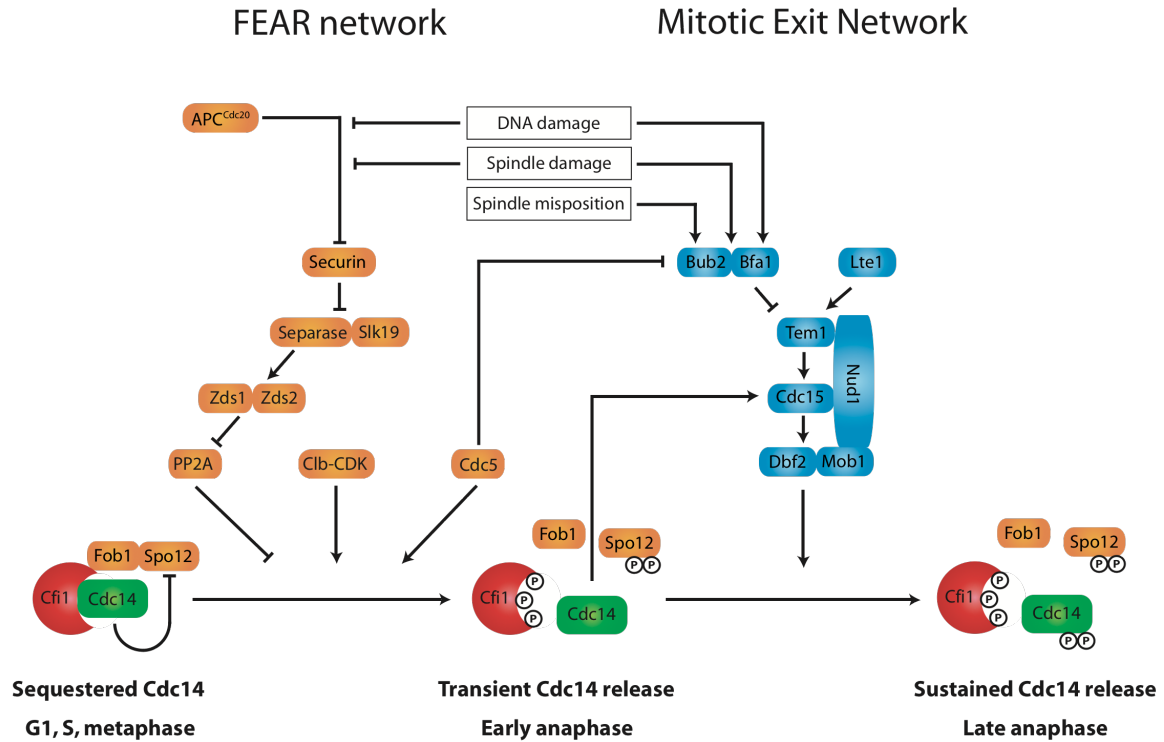 FEAR network
Mitotic Exit Network
APC^Cdc20
DNA damage
Spindle damage
Spindle misposition
Securin
Bub2
Bfa1
Lte1
Separase
Slk19
Tem1
Nud1
Zds1
Zds2
Cdc15
PP2A
Clb-CDK
Cdc5
Dbf2
Mob1
Fob1
Spo12
Cfi1
Cdc14
Fob1
Spo12
P P
Cfi1
P
P
P
Cdc14
Fob1
Spo12
P P
Cfi1
P
P
P
Cdc14
P P
Sequestered Cdc14
G1, S, metaphase
Transient Cdc14 release
Early anaphase
Sustained Cdc14 release
Late anaphase